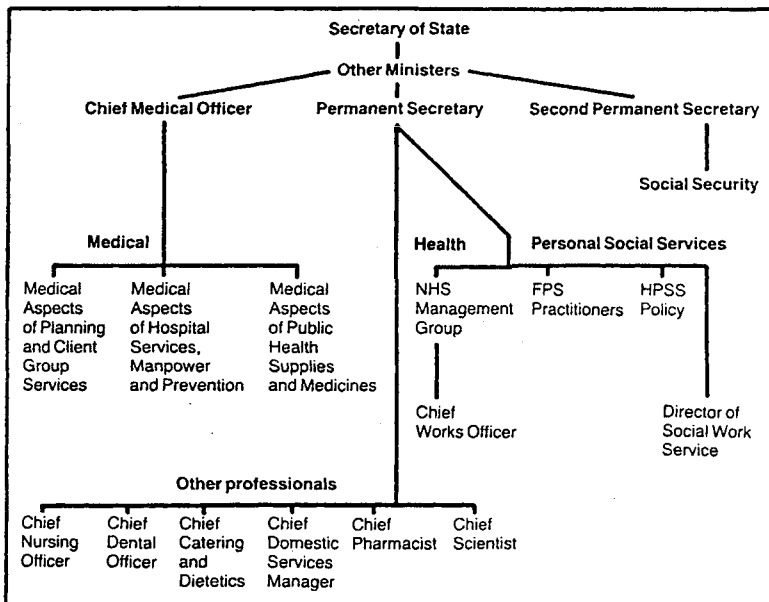 Secretary of State
Other Ministers
Chief Medical Officer
Permanent Secretary
Second Permanent Secretary
Social Security
Medical
Health
Personal Social Services
Medical
Aspects
of Planning
and Client
Group
Services
Medical
Aspects
of Hospital
Services,
Manpower
and Prevention
Medical
Aspects
of Public
Health
Supplies
and Medicines
NHS
Management
Group
FPS
Practitioners
HPSS
Policy
Chief
Works Officer
Director of
Social Work
Service
Other professionals
Chief
Nursing
Officer
Chief
Dental
Officer
Chief
Catering
and
Dietetics
Chief
Domestic
Services
Manager
Chief
Pharmacist
Chief
Scientist